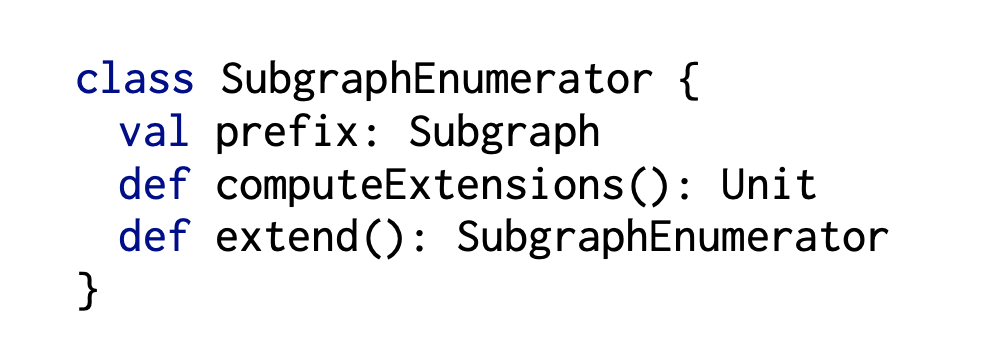 class SubgraphEnumerator {
  val prefix: Subgraph
  def computeExtensions(): Unit
  def extend(): SubgraphEnumerator
}